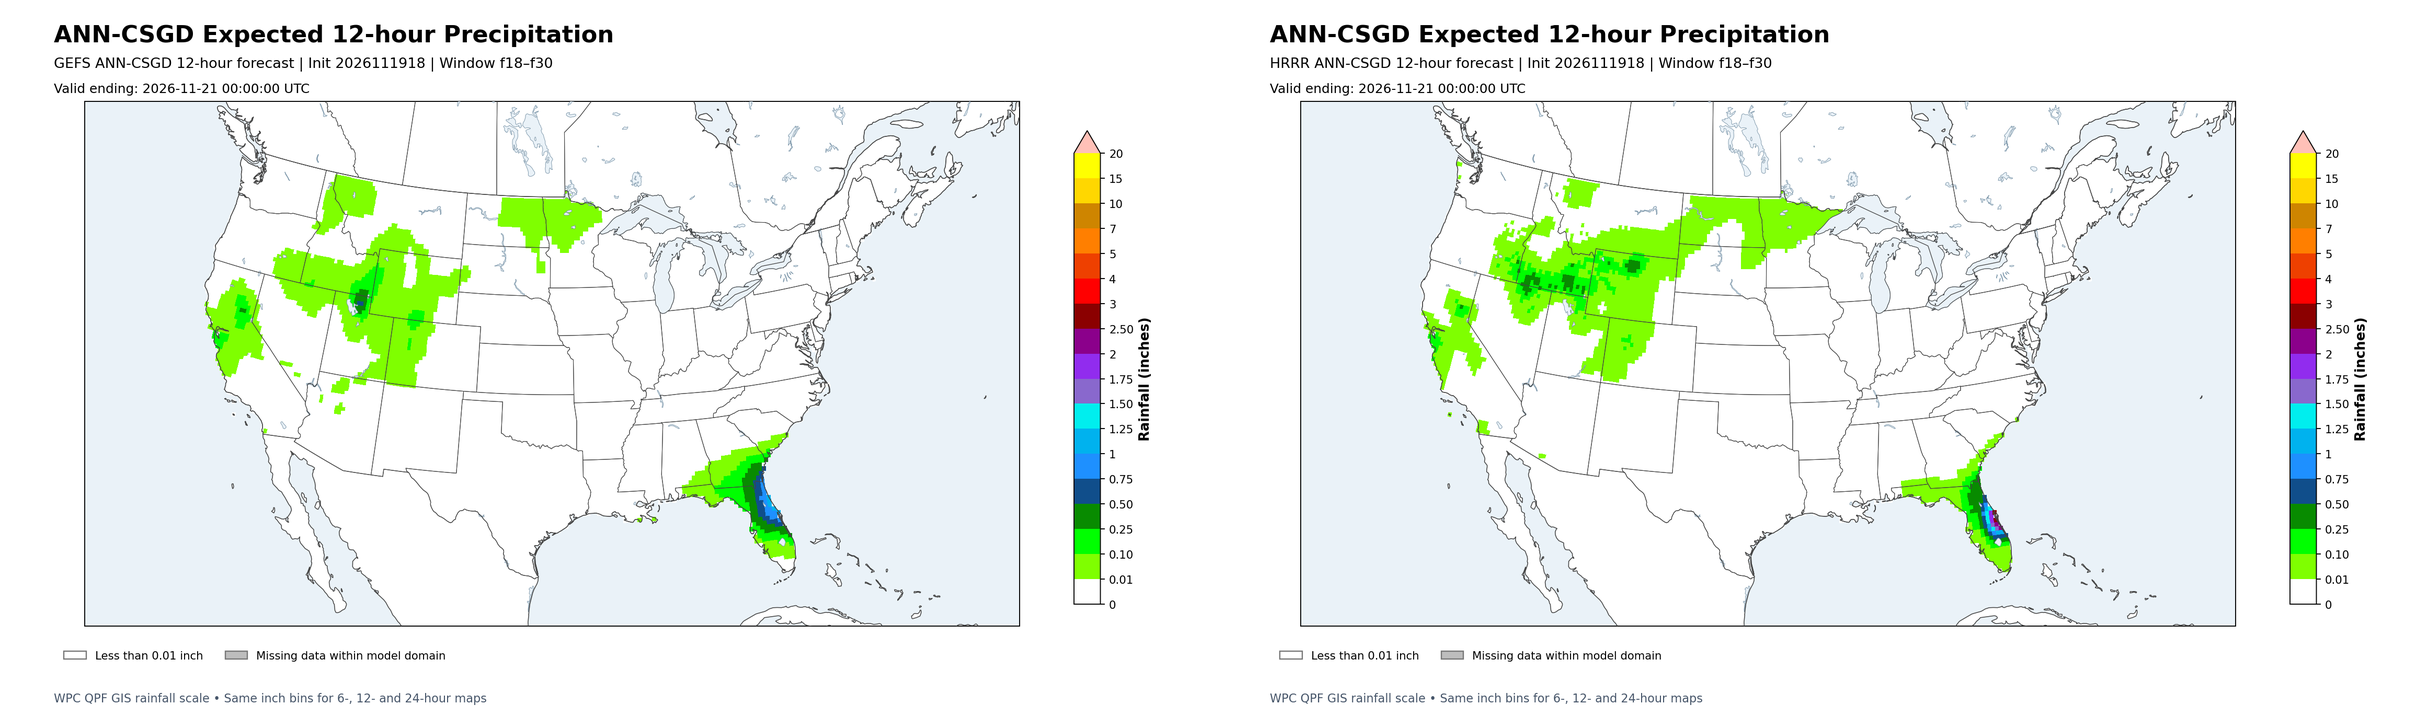 ANN-CSGD Expected 12-hour Precipitation
GEFS ANN-CSGD 12-hour forecast | Init 2026111918 | Window f18–f30
Valid ending: 2026-11-21 00:00:00 UTC
20
15
10
7
5
4
3
2.50
2
1.75
1.50
1.25
1
0.75
0.50
0.25
0.10
0.01
0
Rainfall (inches)
Less than 0.01 inch
Missing data within model domain
WPC QPF GIS rainfall scale • Same inch bins for 6-, 12- and 24-hour maps
ANN-CSGD Expected 12-hour Precipitation
HRRR ANN-CSGD 12-hour forecast | Init 2026111918 | Window f18–f30
Valid ending: 2026-11-21 00:00:00 UTC
20
15
10
7
5
4
3
2.50
2
1.75
1.50
1.25
1
0.75
0.50
0.25
0.10
0.01
0
Rainfall (inches)
Less than 0.01 inch
Missing data within model domain
WPC QPF GIS rainfall scale • Same inch bins for 6-, 12- and 24-hour maps